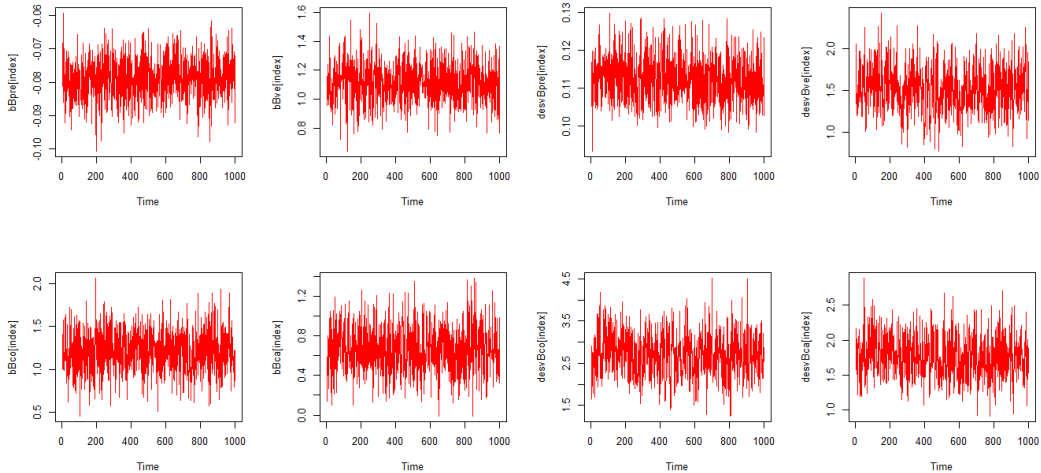 bBpre[index]
-0.10 -0.09 -0.08 -0.07 -0.06
0 200 400 600 800 1000
Time
bBve[index]
0.8 1.0 1.2 1.4 1.6
0 200 400 600 800 1000
Time
desvBpre[index]
0.10 0.11 0.12 0.13
0 200 400 600 800 1000
Time
desvBve[index]
1.0 1.5 2.0
0 200 400 600 800 1000
Time
bBco[index]
0.5 1.0 1.5 2.0
0 200 400 600 800 1000
Time
bBca[index]
0.0 0.4 0.8 1.2
0 200 400 600 800 1000
Time
desvBco[index]
1.5 2.5 3.5 4.5
0 200 400 600 800 1000
Time
desvBca[index]
1.0 1.5 2.0 2.5
0 200 400 600 800 1000
Time